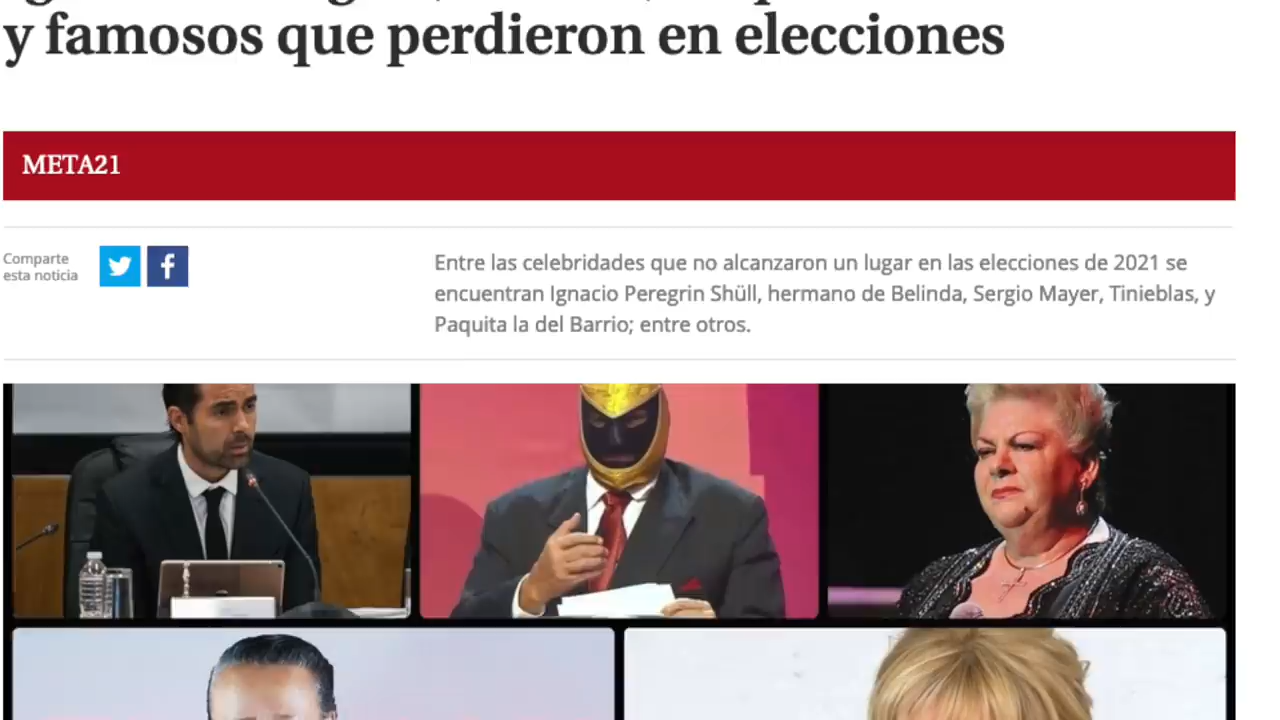 y famosos que perdieron en elecciones
META21
Comparte
esta noticia
Entre las celebridades que no alcanzaron un lugar en las elecciones de 2021 se
encuentran Ignacio Peregrin Shüll, hermano de Belinda, Sergio Mayer, Tinieblas, y
Paquita la del Barrio; entre otros.